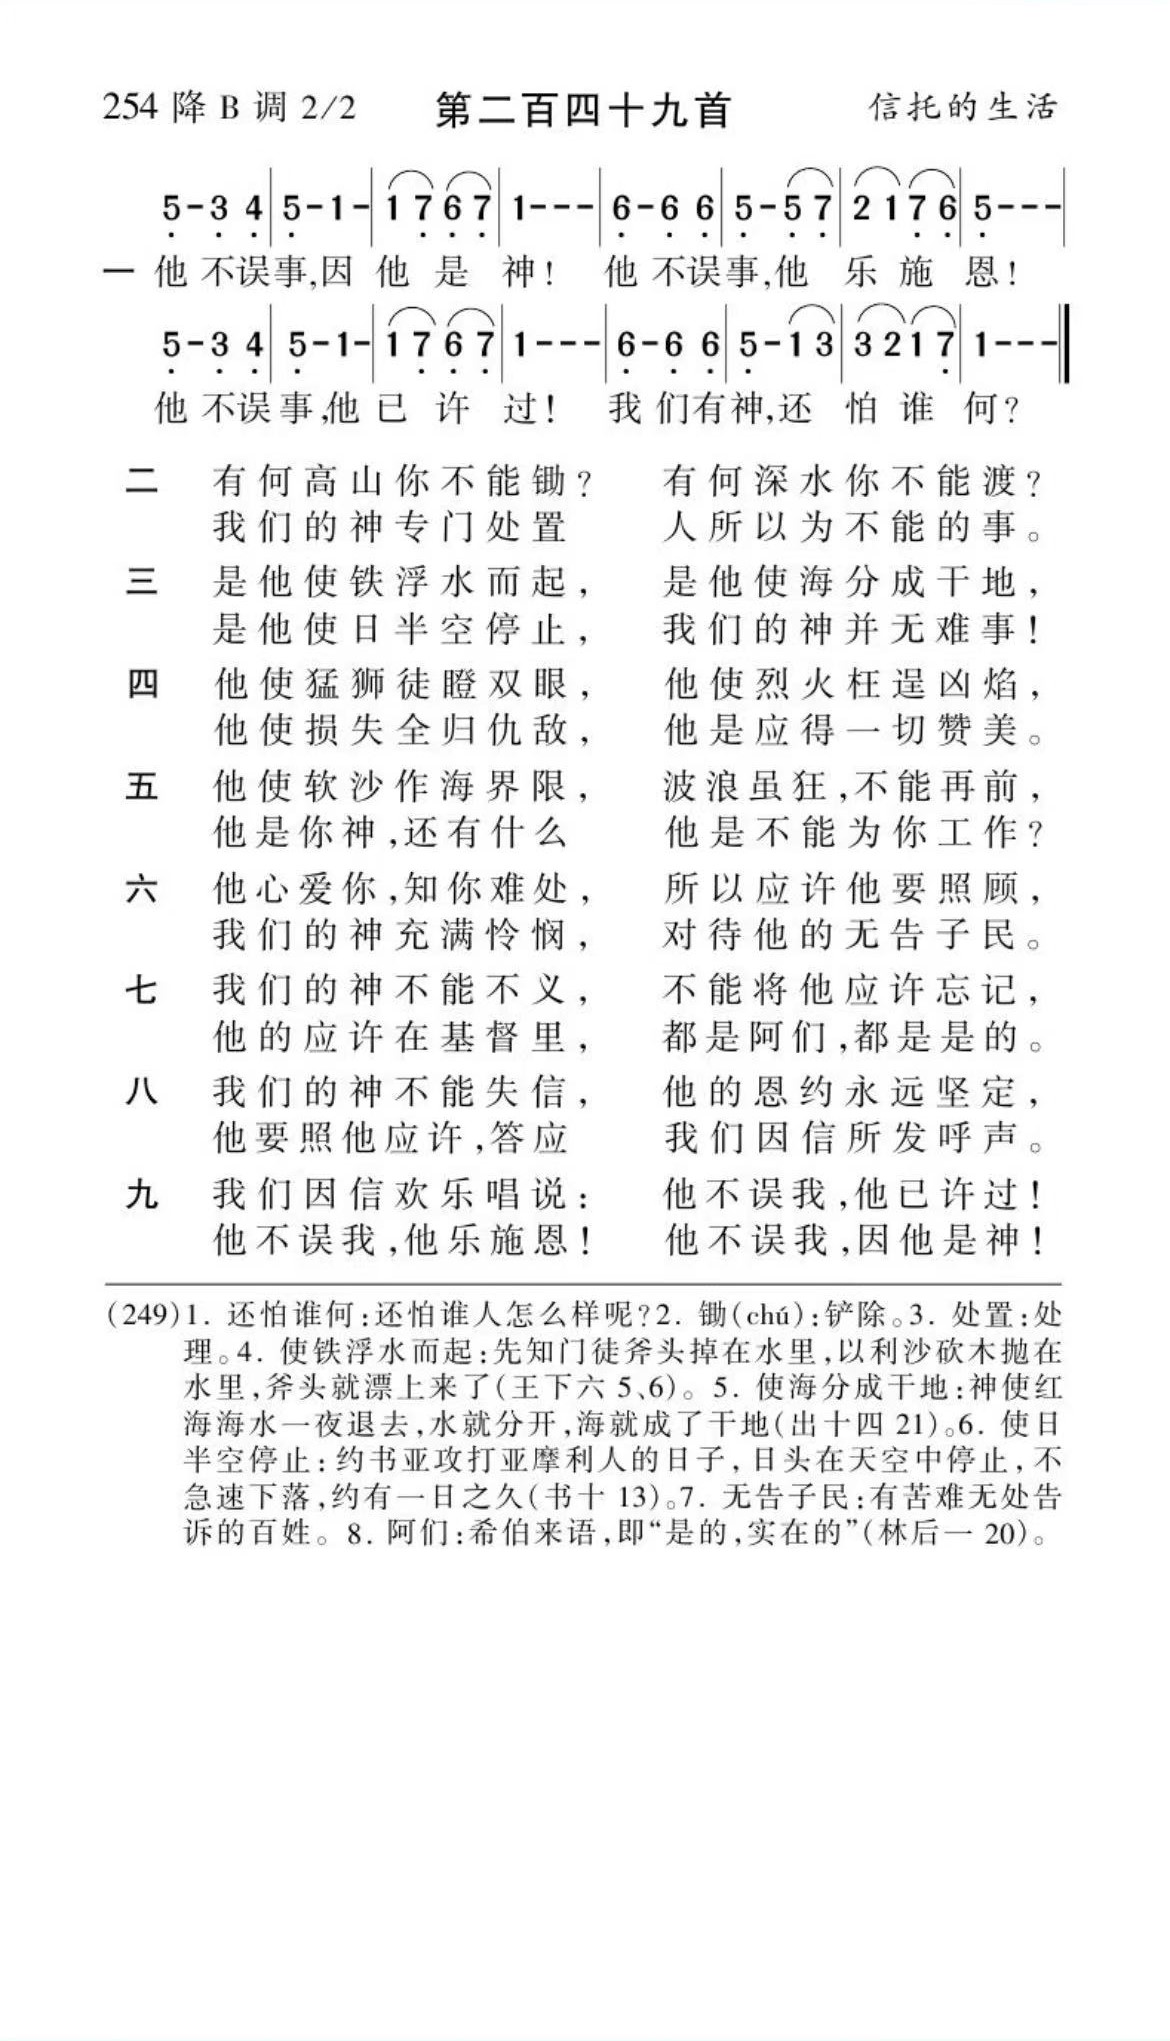 254 降 B 调 2/2 第二百四十九首 信托的生活
5-3 4|5-1-|1 7 6 7|1---|6-6 6|5-5 7|2 1 7 6|5---|
一 他 不误事,因 他 是 神! 他 不误事,他 乐 施 恩!
5-3 4|5-1-|1 7 6 7|1---|6-6 6|5-1 3|3 2 1 7|1---‖
他 不误事,他 已 许 过! 我 们有神,还 怕 谁 何?
二 有何高山你不能锄? 有何深水你不能渡?
我们的神专门处置 人所以为不能的事。
三 是他使铁浮水而起, 是他使海分成干地,
是他使日半空停止, 我们的神并无难事!
四 他使猛狮徒瞪双眼, 他使烈火枉逞凶焰,
他使损失全归仇敌, 他是应得一切赞美。
五 他使软沙作海界限, 波浪虽狂,不能再前,
他是你神,还有什么 他是不能为你工作?
六 他心爱你,知你难处, 所以应许他要照顾,
我们的神充满怜悯, 对待他的无告子民。
七 我们的神不能不义, 不能将他应许忘记,
他的应许在基督里, 都是阿们,都是是的。
八 我们的神不能失信, 他的恩约永远坚定,
他要照他应许,答应 我们因信所发呼声。
九 我们因信欢乐唱说: 他不误我,他已许过!
他不误我,他乐施恩! 他不误我,因他是神!
(249)1. 还怕谁何:还怕谁人怎么样呢?2. 锄(chú):铲除。3. 处置:处
理。4. 使铁浮水而起:先知门徒斧头掉在水里,以利沙砍木抛在
水里,斧头就漂上来了(王下六 5、6)。5. 使海分成干地:神使红
海海水一夜退去,水就分开,海就成了干地(出十四 21)。6. 使日
半空停止:约书亚攻打亚摩利人的日子,日头在天空中停止,不
急速下落,约有一日之久(书十 13)。7. 无告子民:有苦难无处告
诉的百姓。8. 阿们:希伯来语,即“是的,实在的”(林后一 20)。